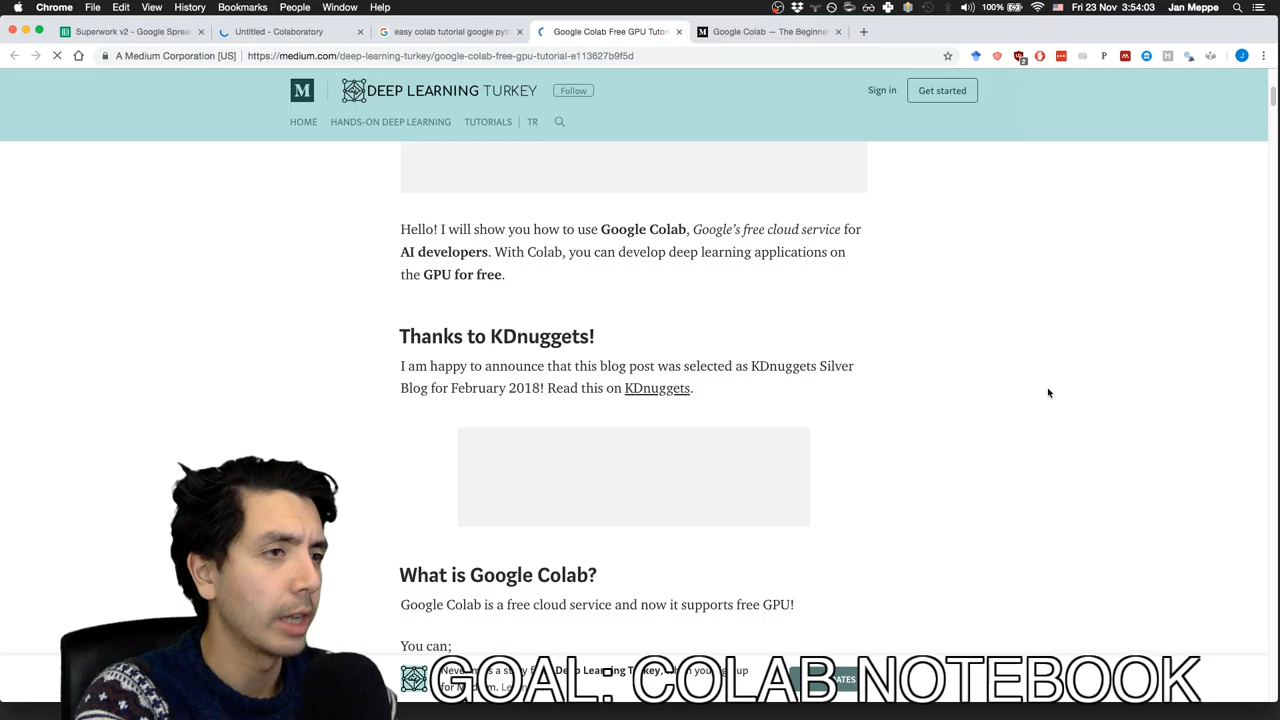 Chrome File Edit View History Bookmarks People Window Help
100% Fri 23 Nov 3:54:03 Jan Meppe
Superwork v2 - Google Sprea
Untitled - Colaboratory
easy colab tutorial google pyth
Google Colab Free GPU Tutor
Google Colab — The Beginne
A Medium Corporation [US] https://medium.com/deep-learning-turkey/google-colab-free-gpu-tutorial-e113627b9f5d
M DEEP LEARNING TURKEY Follow Sign in Get started
HOME HANDS-ON DEEP LEARNING TUTORIALS TR
Hello! I will show you how to use Google Colab, Google's free cloud service for
AI developers. With Colab, you can develop deep learning applications on
the GPU for free.
Thanks to KDnuggets!
I am happy to announce that this blog post was selected as KDnuggets Silver
Blog for February 2018! Read this on KDnuggets.
What is Google Colab?
Google Colab is a free cloud service and now it supports free GPU!
You can;
GOAL: COLAB NOTEBOOK